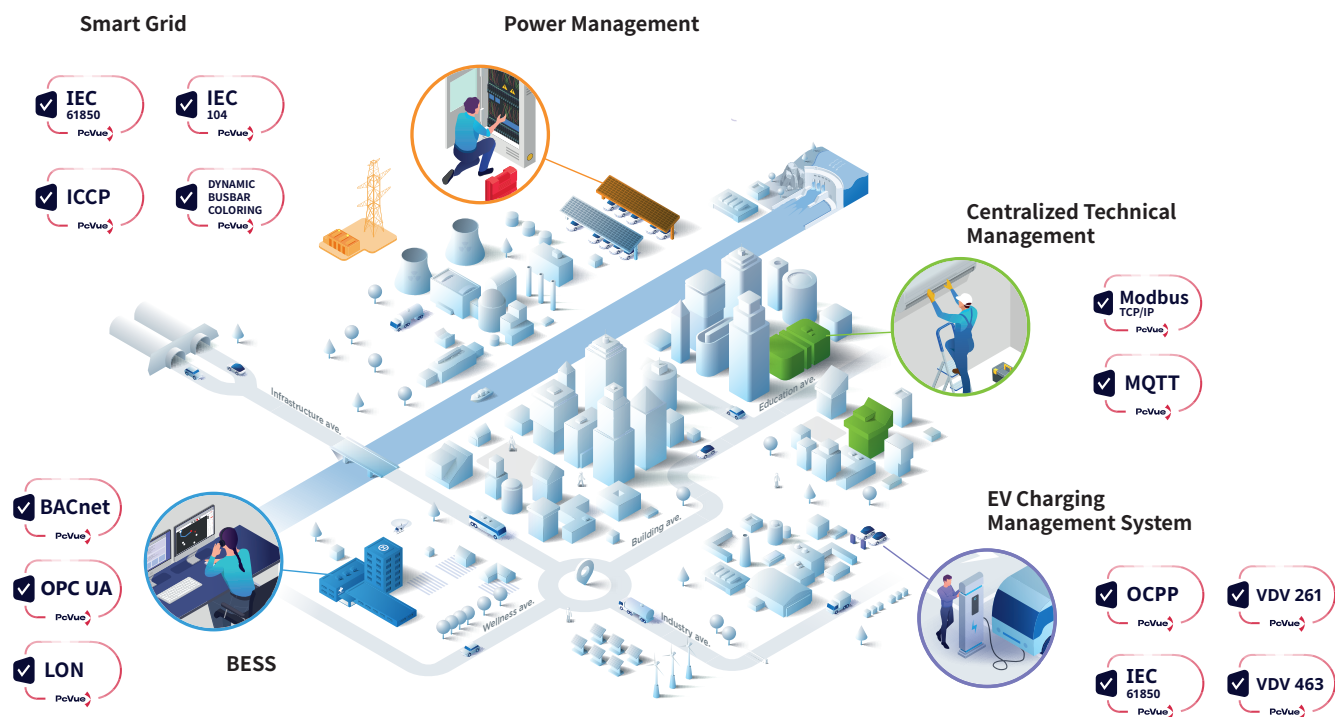 Smart Grid
Power Management
IEC
61850
PcVue
IEC
104
PcVue
ICCP
PcVue
DYNAMIC
BUSBAR
COLORING
PcVue
Centralized Technical
Management
Modbus
TCP/IP
PcVue
MQTT
PcVue
Infrastructure ave.
Education ave.
Building ave.
Wellness ave.
Industry ave.
BACnet
PcVue
OPC UA
PcVue
LON
PcVue
BESS
EV Charging
Management System
OCPP
PcVue
VDV 261
PcVue
IEC
61850
PcVue
VDV 463
PcVue